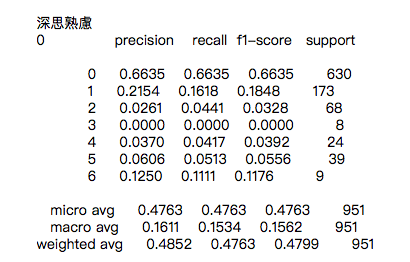 深思熟慮
0 precision recall f1-score support
0 0.6635 0.6635 0.6635 630
1 0.2154 0.1618 0.1848 173
2 0.0261 0.0441 0.0328 68
3 0.0000 0.0000 0.0000 8
4 0.0370 0.0417 0.0392 24
5 0.0606 0.0513 0.0556 39
6 0.1250 0.1111 0.1176 9
micro avg 0.4763 0.4763 0.4763 951
macro avg 0.1611 0.1534 0.1562 951
weighted avg 0.4852 0.4763 0.4799 951